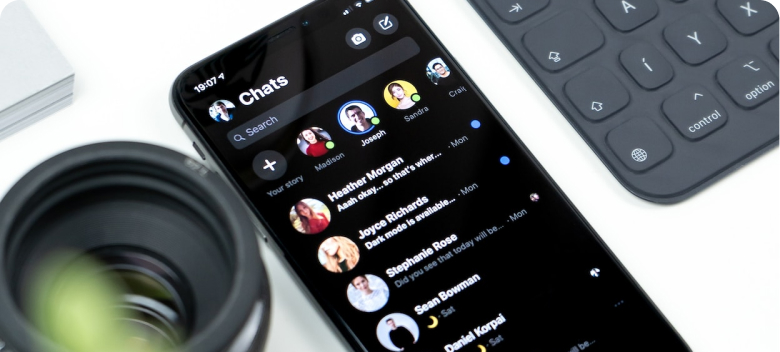 19:07
Chats
Search
Your story
Madison
Joseph
Sandra
Craig
Heather Morgan
Aaah okay... so that's wher... · Mon
Joyce Richards
Dark mode is available... · Mon
Stephanie Rose
Did you see that today will be... · Mon
Sean Bowman
· Sat
Daniel Korpai
· Sat
be...
A
X
Y
Í
option
control